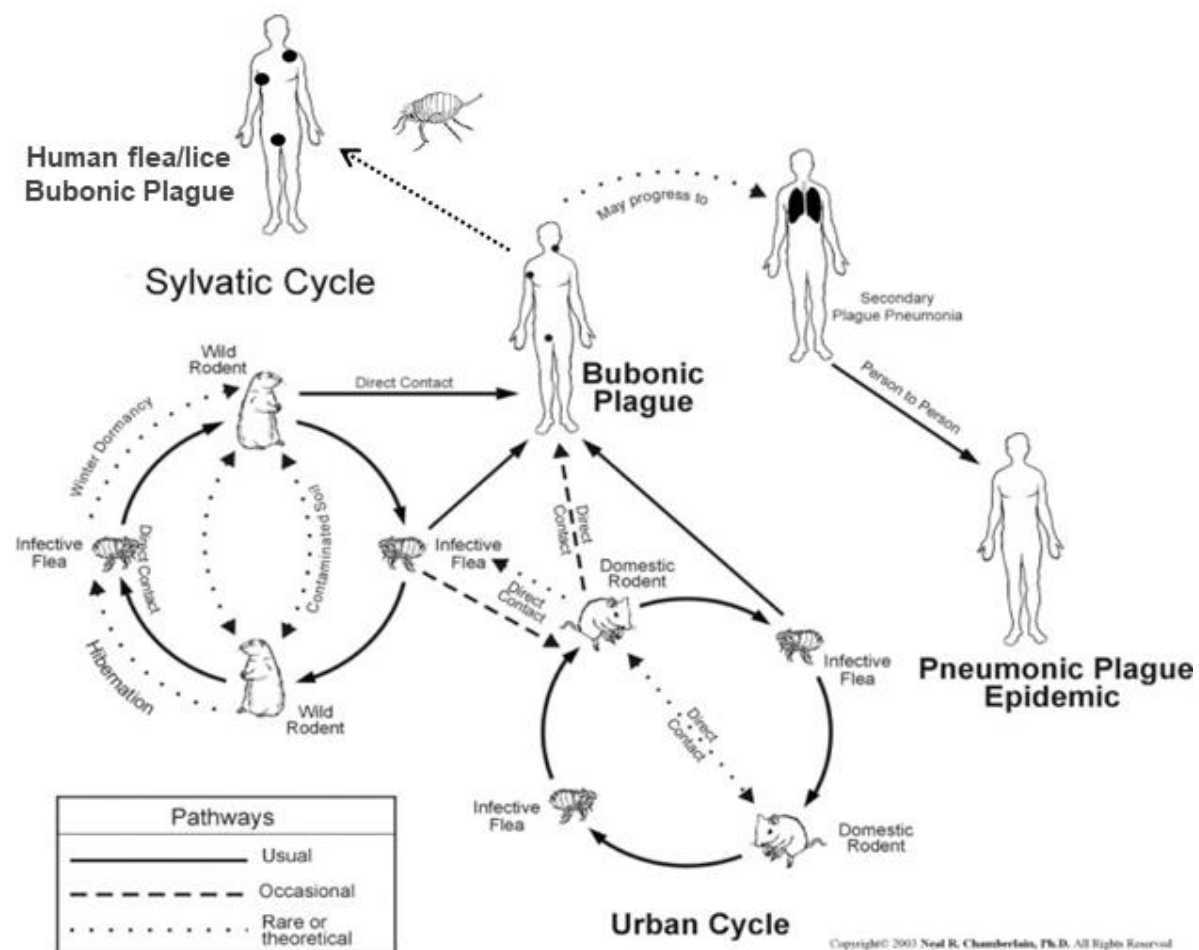 Human flea/lice
Bubonic Plague
May progress to
Sylvatic Cycle
Secondary
Plague Pneumonia
Wild
Rodent
Direct Contact
Bubonic
Plague
Person to Person
Winter Dormancy
Contaminated Soil
Infective
Flea
Direct Contact
Infective
Flea
Direct
Contact
Direct
Contact
Domestic
Rodent
Hibernation
Wild
Rodent
Infective
Flea
Pneumonic Plague
Epidemic
Direct
Contact
Infective
Flea
Domestic
Rodent
Pathways
Usual
Occasional
Rare or
theoretical
Urban Cycle
Copyright© 2003 Neal R. Chamberlain, Ph.D. All Rights Reserved